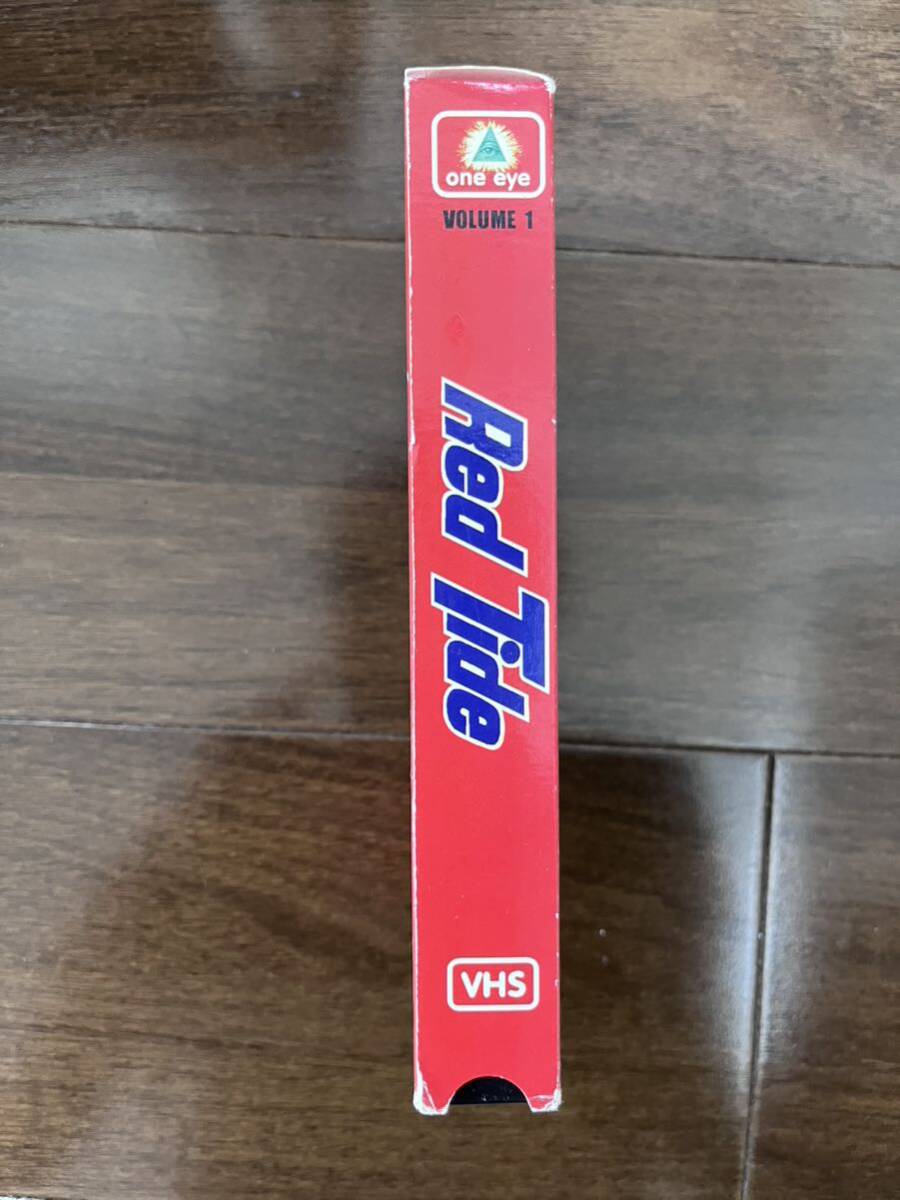 one eye
VOLUME 1
Red Tide
VHS